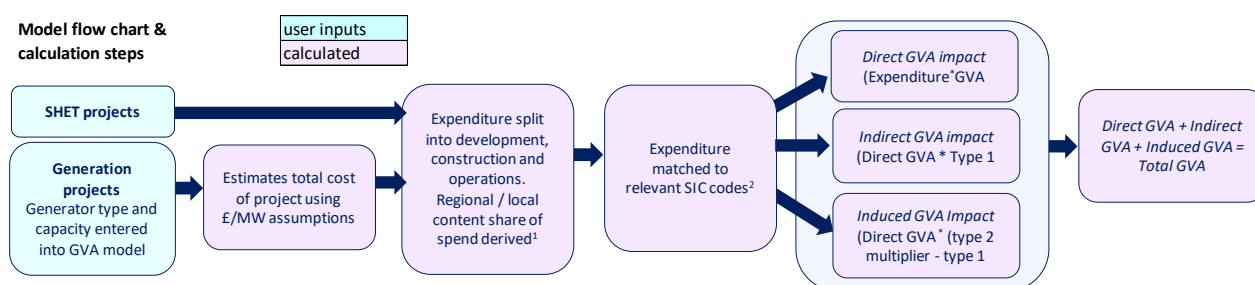 Model flow chart &
calculation steps
user inputs
calculated
SHET projects
Generation
projects
Generator type and
capacity entered
into GVA model
Estimates total cost
of project using
£/MW assumptions
Expenditure split
into development,
construction and
operations.
Regional / local
content share of
spend derived¹
Expenditure
matched to
relevant SIC codes²
Direct GVA impact
(Expenditure*GVA
Indirect GVA impact
(Direct GVA * Type 1
Induced GVA Impact
(Direct GVA* (type 2
multiplier - type 1
Direct GVA + Indirect
GVA + Induced GVA =
Total GVA